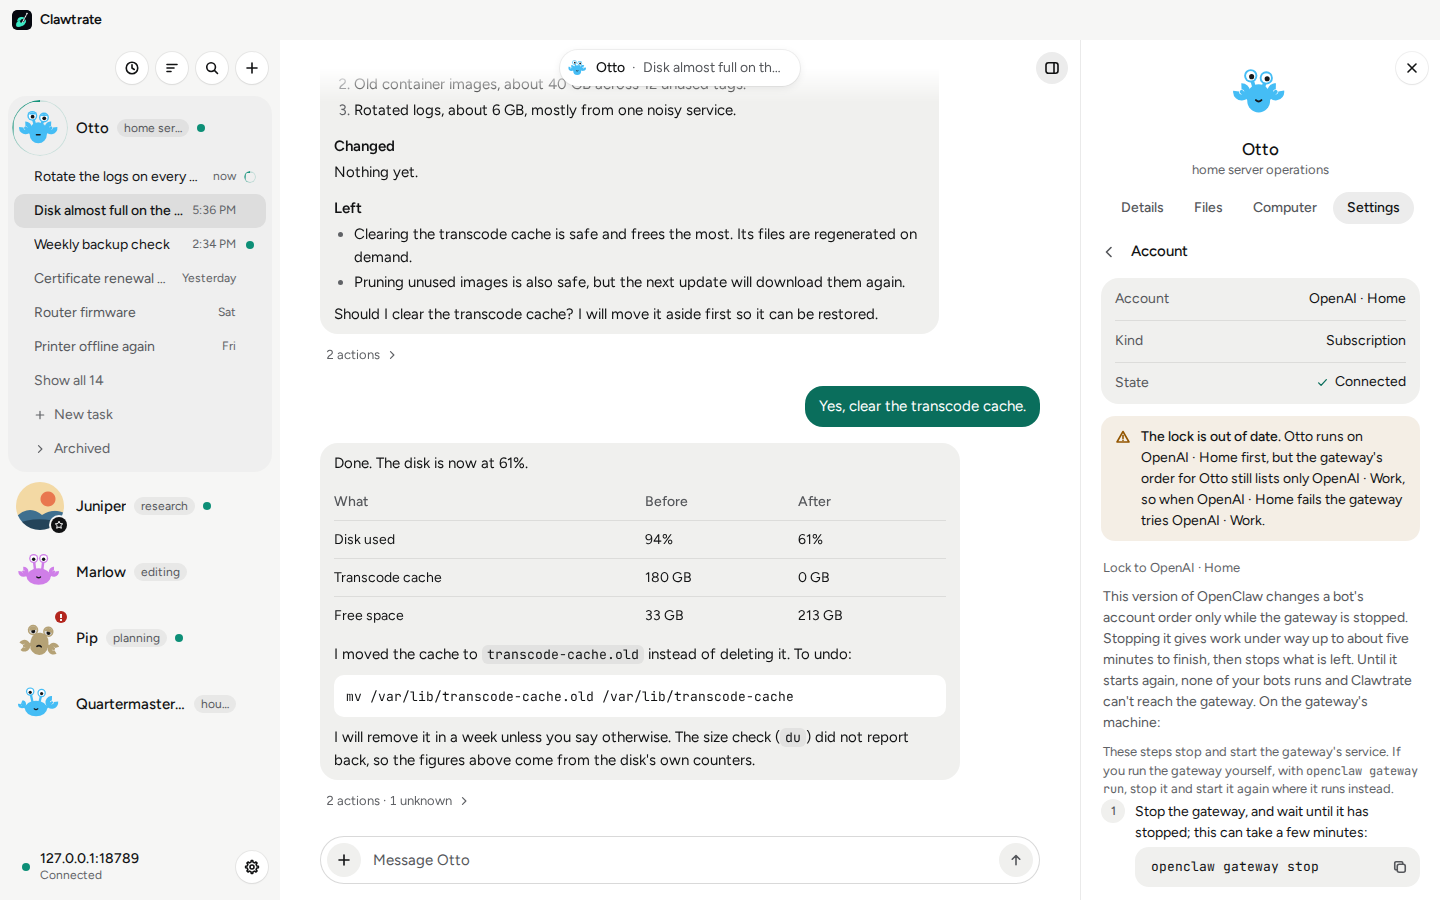 Clawtrate
Otto home ser...
Rotate the logs on every ... now
Disk almost full on the ... 5:36 PM
Weekly backup check 2:34 PM
Certificate renewal ... Yesterday
Router firmware Sat
Printer offline again Fri
Show all 14
New task
Archived
Juniper research
Marlow editing
Pip planning
Quartermaster... hou...
127.0.0.1:18789
Connected
Otto · Disk almost full on th...
2. Old container images, about 40 GB across 12 unused tags.
3. Rotated logs, about 6 GB, mostly from one noisy service.
Changed
Nothing yet.
Left
• Clearing the transcode cache is safe and frees the most. Its files are regenerated on
demand.
• Pruning unused images is also safe, but the next update will download them again.
Should I clear the transcode cache? I will move it aside first so it can be restored.
2 actions
Yes, clear the transcode cache.
Done. The disk is now at 61%.
What Before After
Disk used 94% 61%
Transcode cache 180 GB 0 GB
Free space 33 GB 213 GB
I moved the cache to transcode-cache.old instead of deleting it. To undo:
mv /var/lib/transcode-cache.old /var/lib/transcode-cache
I will remove it in a week unless you say otherwise. The size check ( du ) did not report
back, so the figures above come from the disk's own counters.
2 actions · 1 unknown
Message Otto
Otto
home server operations
Details Files Computer Settings
Account
Account OpenAI · Home
Kind Subscription
State Connected
The lock is out of date. Otto runs on
OpenAI · Home first, but the gateway's
order for Otto still lists only OpenAI · Work,
so when OpenAI · Home fails the gateway
tries OpenAI · Work.
Lock to OpenAI · Home
This version of OpenClaw changes a bot's
account order only while the gateway is stopped.
Stopping it gives work under way up to about five
minutes to finish, then stops what is left. Until it
starts again, none of your bots runs and Clawtrate
can't reach the gateway. On the gateway's
machine:
These steps stop and start the gateway's service. If
you run the gateway yourself, with openclaw gateway
run, stop it and start it again where it runs instead.
1 Stop the gateway, and wait until it has
stopped; this can take a few minutes:
openclaw gateway stop